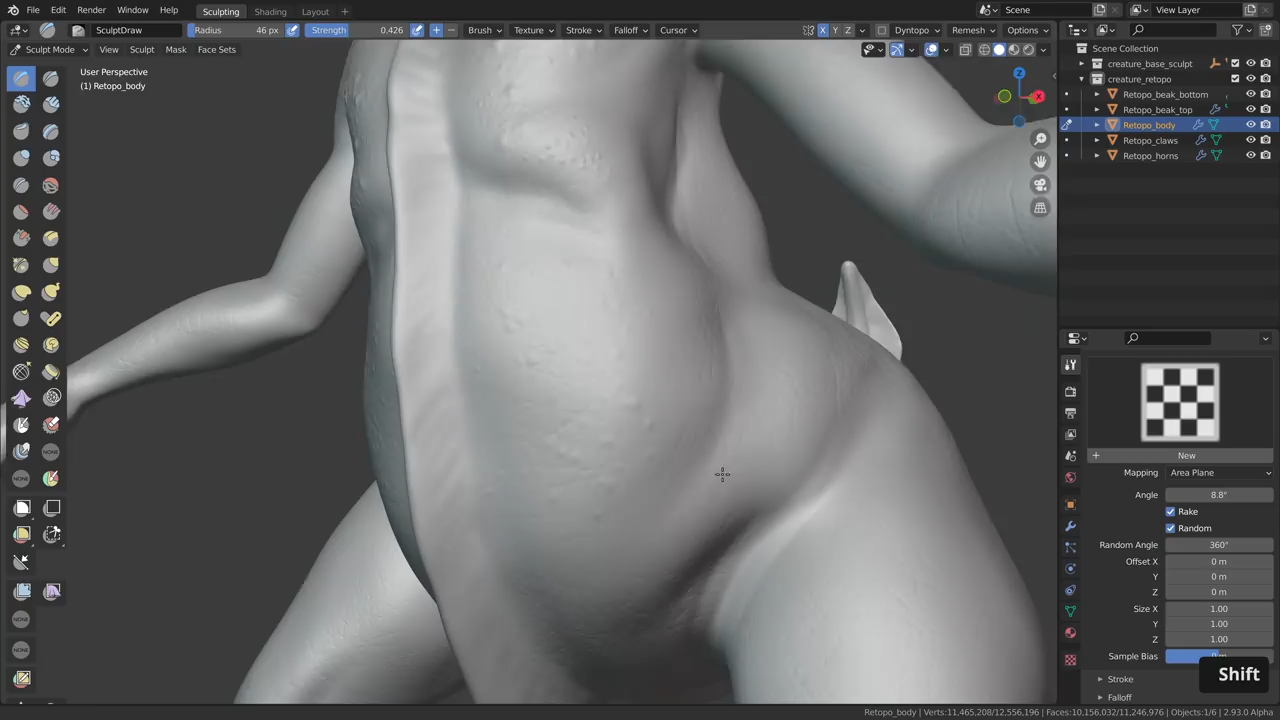 File Edit Render Window Help Sculpting Shading Layout + Scene View Layer
SculptDraw Radius 46 px Strength 0.426 + − Brush Texture Stroke Falloff Cursor X Y Z Dyntopo Remesh Options
Sculpt Mode View Sculpt Mask Face Sets
User Perspective
(1) Retopo_body
Z
X
NONE
NONE
NONE
NONE
Scene Collection
creature_base_sculpt
creature_retopo
Retopo_beak_bottom
Retopo_beak_top
Retopo_body
Retopo_claws
Retopo_horns
+ New
Mapping Area Plane
Angle 8.8°
Rake
Random
Random Angle 360°
Offset X 0 m
Y 0 m
Z 0 m
Size X 1.00
Y 1.00
Z 1.00
Sample Bias
Shift
Stroke
Falloff
Retopo_body | Verts:11,465,208/12,556,196 | Faces:10,156,032/11,246,976 | Objects:1/6 | 2.93.0 Alpha